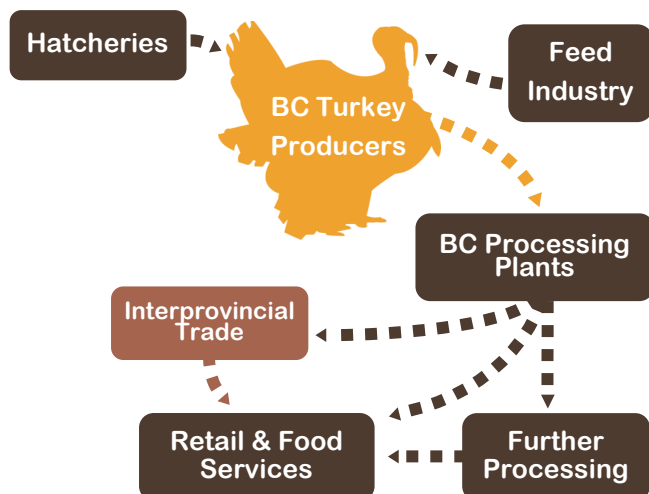 Hatcheries
Feed
Industry
BC Turkey
Producers
BC Processing
Plants
Interprovincial
Trade
Retail & Food
Services
Further
Processing